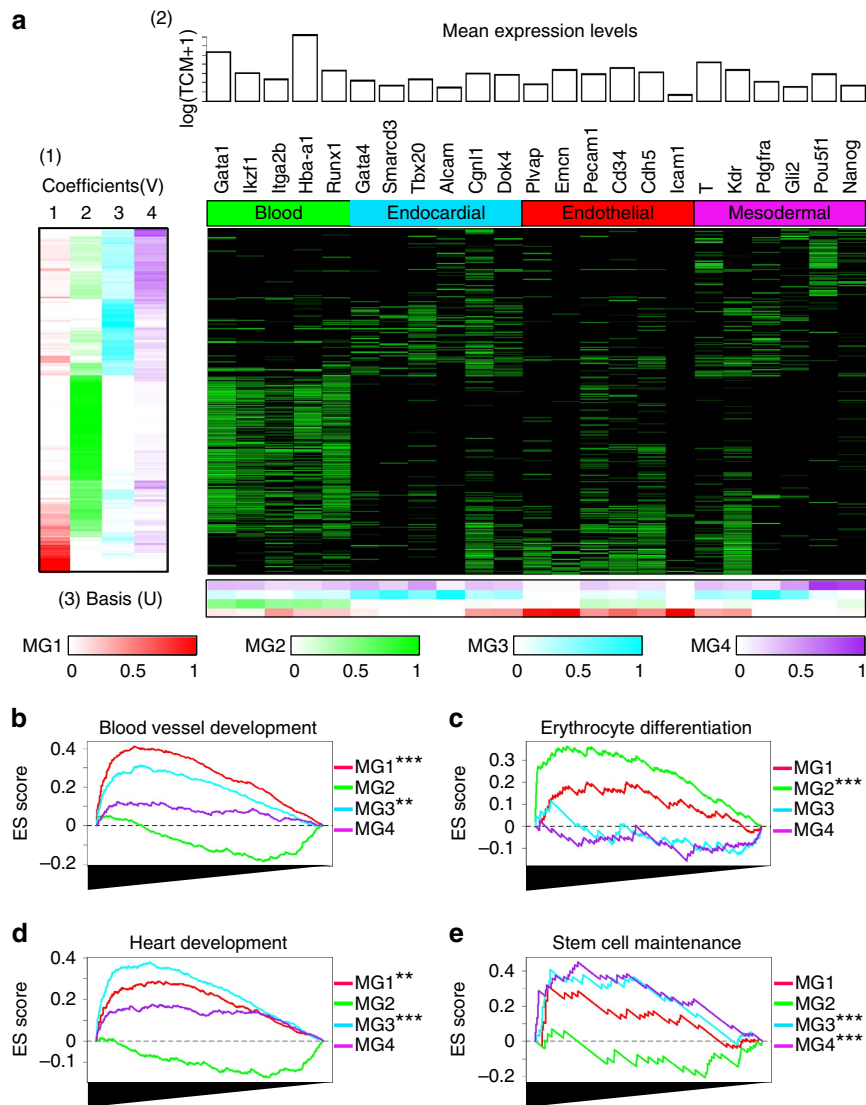 a
(2)
Mean expression levels
log(TCM+1)
(1)
Coefficients(V)
1 2 3 4
Gata1 Ikzf1 Itga2b Hba-a1 Runx1 Gata4 Smarcd3 Tbx20 Alcam Cgnl1 Dok4 Plvap Emcn Pecam1 Cd34 Cdh5 Icam1 T Kdr Pdgfra Gli2 Pou5f1 Nanog
Blood Endocardial Endothelial Mesodermal
(3) Basis (U)
MG1 MG2 MG3 MG4
0 0.5 1 0 0.5 1 0 0.5 1 0 0.5 1
b
Blood vessel development
ES score
0.4
0.2
0
−0.2
MG1***
MG2
MG3**
MG4
c
Erythrocyte differentiation
ES score
0.3
0.2
0.1
0
−0.1
MG1
MG2***
MG3
MG4
d
Heart development
ES score
0.4
0.2
0
−0.1
MG1**
MG2
MG3***
MG4
e
Stem cell maintenance
ES score
0.4
0.2
0
−0.2
MG1
MG2
MG3***
MG4***